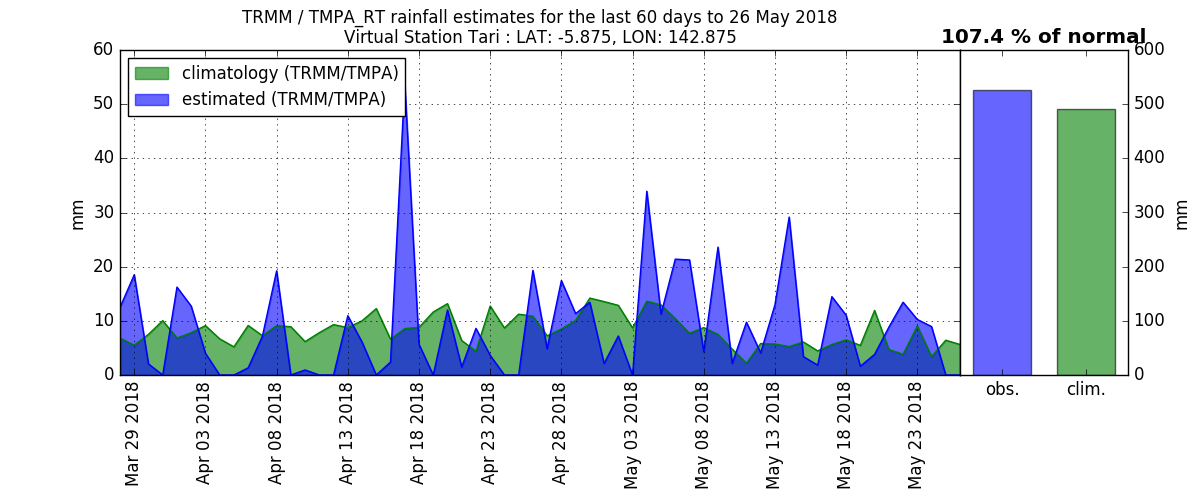 TRMM / TMPA_RT rainfall estimates for the last 60 days to 26 May 2018
Virtual Station Tari : LAT: -5.875, LON: 142.875
107.4 % of normal
climatology (TRMM/TMPA)
estimated (TRMM/TMPA)
60
50
40
30
20
10
0
mm
Mar 29 2018
Apr 03 2018
Apr 08 2018
Apr 13 2018
Apr 18 2018
Apr 23 2018
Apr 28 2018
May 03 2018
May 08 2018
May 13 2018
May 18 2018
May 23 2018
obs.
clim.
600
500
400
300
200
100
0
mm